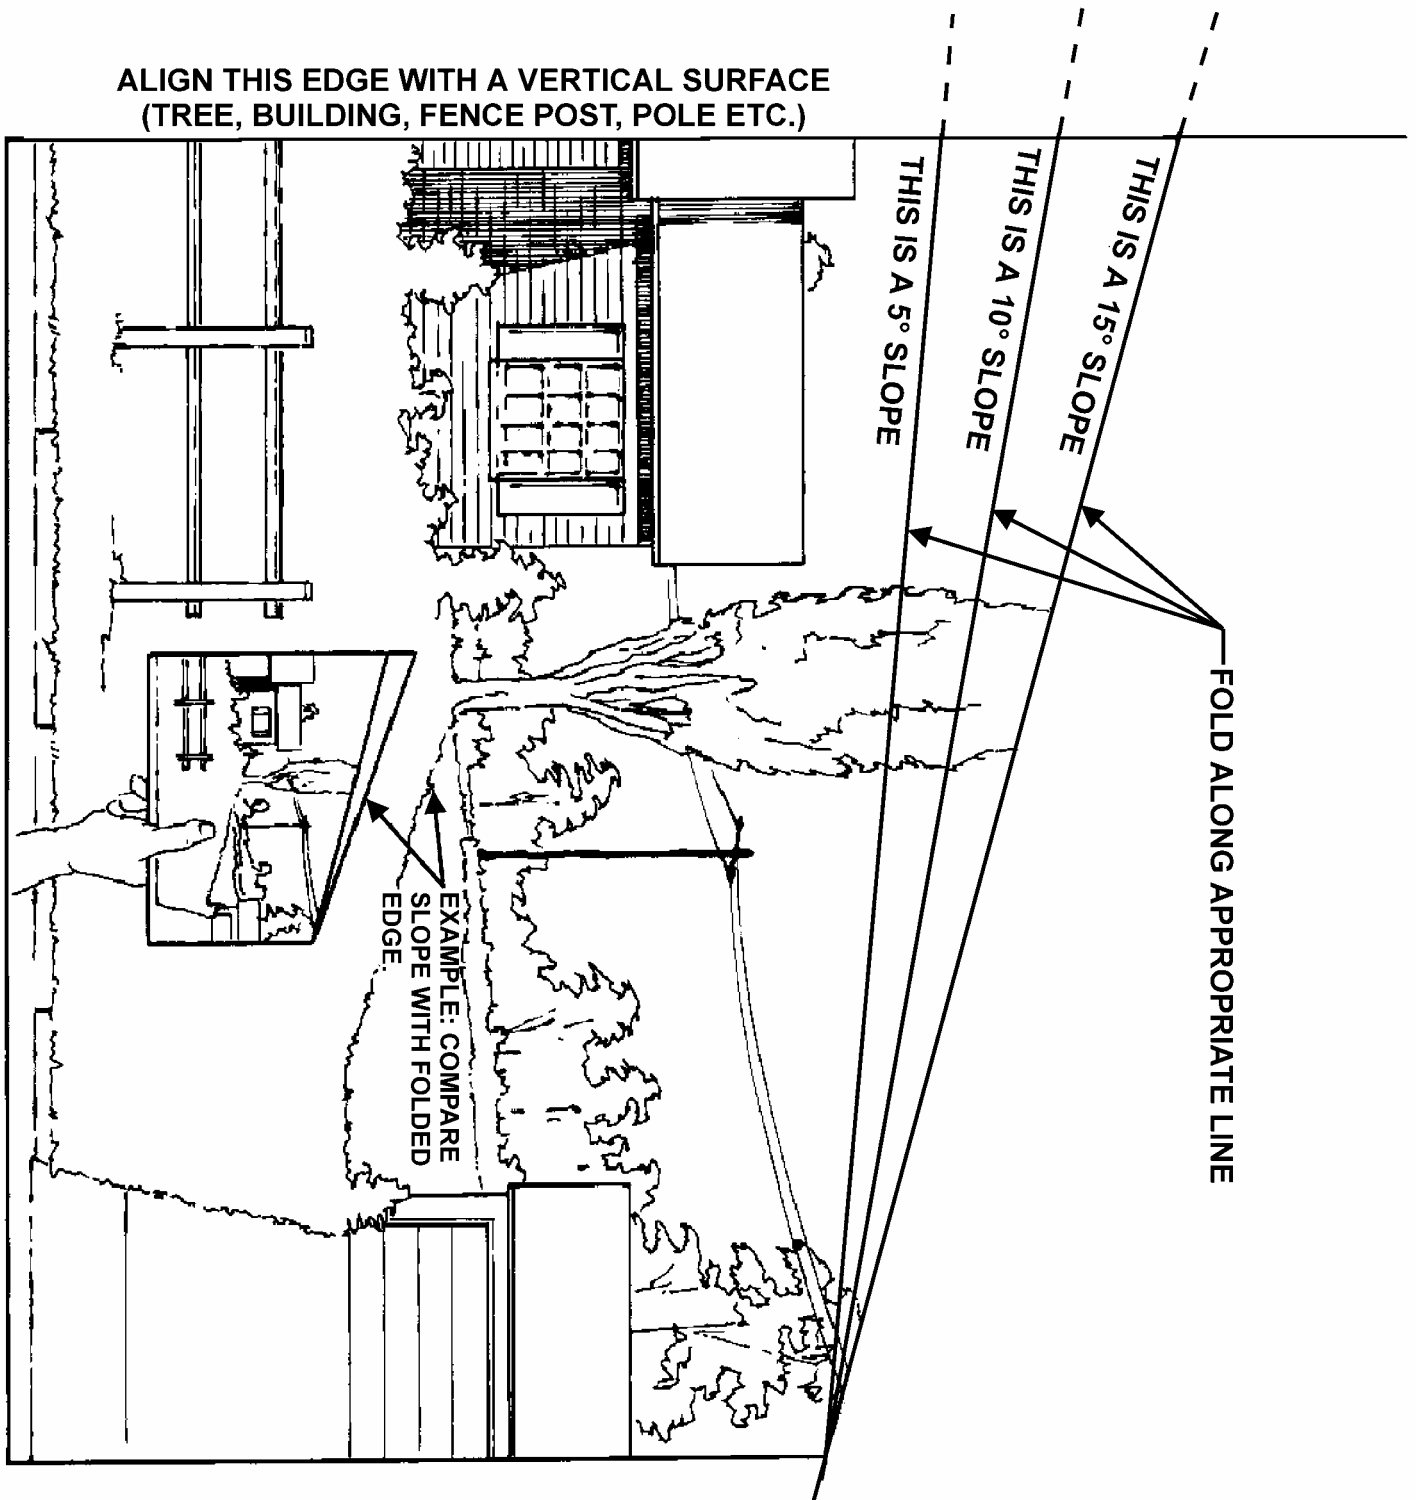 ALIGN THIS EDGE WITH A VERTICAL SURFACE
(TREE, BUILDING, FENCE POST, POLE ETC.)
THIS IS A 5° SLOPE
THIS IS A 10° SLOPE
THIS IS A 15° SLOPE
FOLD ALONG APPROPRIATE LINE
EXAMPLE: COMPARE
SLOPE WITH FOLDED
EDGE